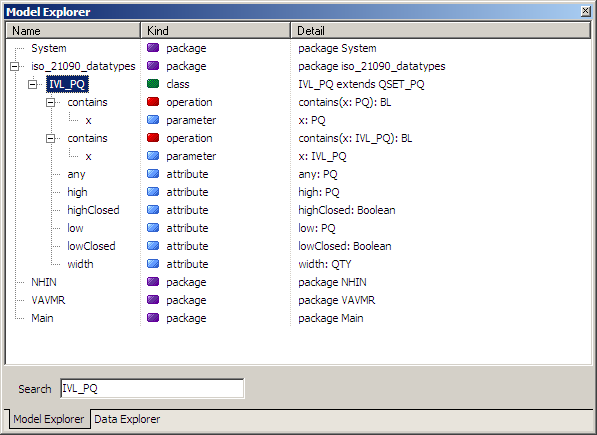 Model Explorer
Name Kind Detail
System package package System
iso_21090_datatypes package package iso_21090_datatypes
IVL_PQ class IVL_PQ extends QSET_PQ
contains operation contains(x: PQ): BL
x parameter x: PQ
contains operation contains(x: IVL_PQ): BL
x parameter x: IVL_PQ
any attribute any: PQ
high attribute high: PQ
highClosed attribute highClosed: Boolean
low attribute low: PQ
lowClosed attribute lowClosed: Boolean
width attribute width: QTY
NHIN package package NHIN
VAVMR package package VAVMR
Main package package Main
Search IVL_PQ
Model Explorer Data Explorer